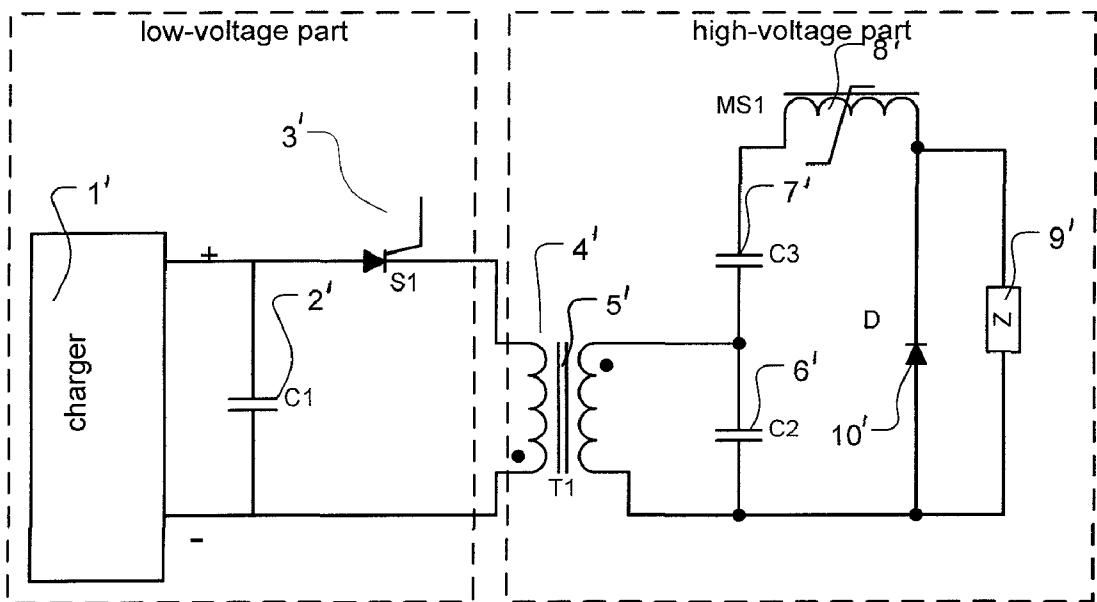 low-voltage part
high-voltage part
8'
MS1
3'
1'
7'
+
S1
4'
C3
9'
2'
5'
D
Z
charger
C1
6'
C2
10'
T1
-